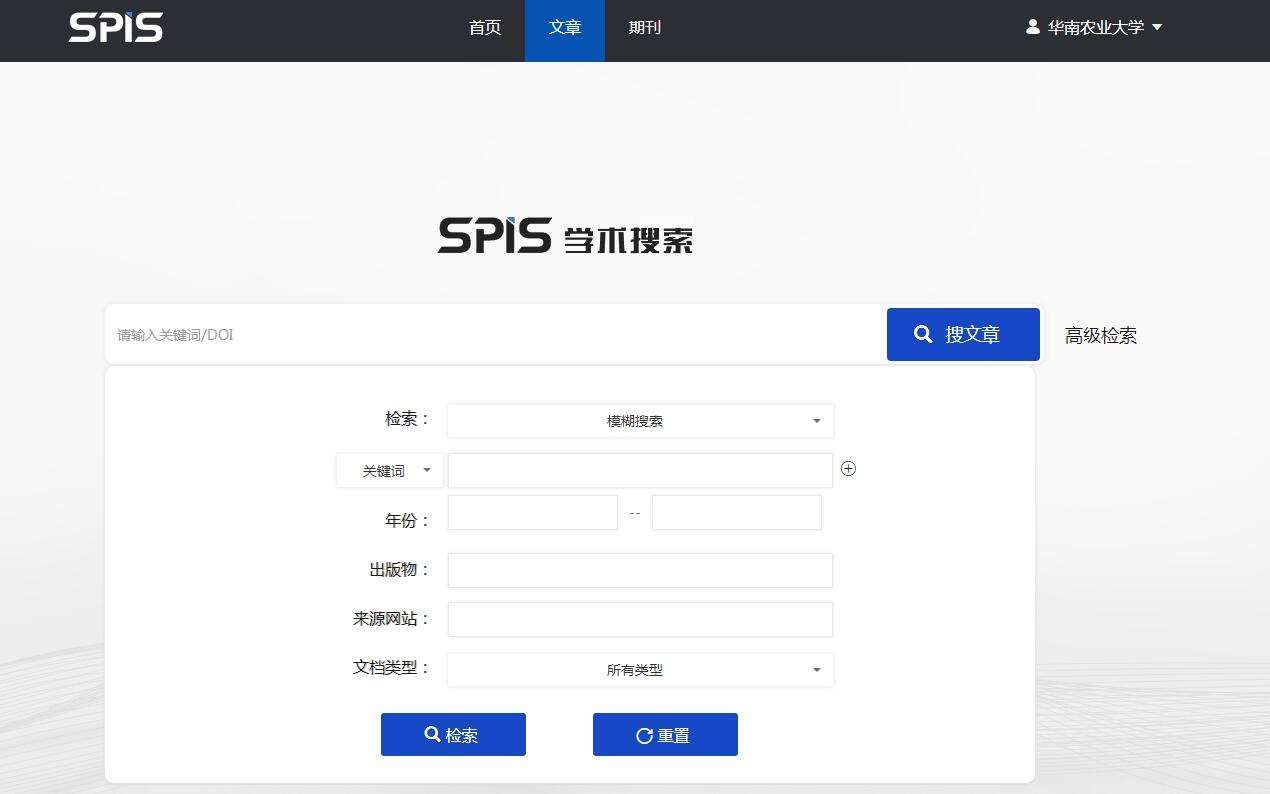 SPIS 首页 文章 期刊 华南农业大学
SPIS 学术搜索
请输入关键词/DOI 搜文章 高级检索
检索： 模糊搜索
关键词
年份： --
出版物：
来源网站：
文档类型： 所有类型
检索 重置